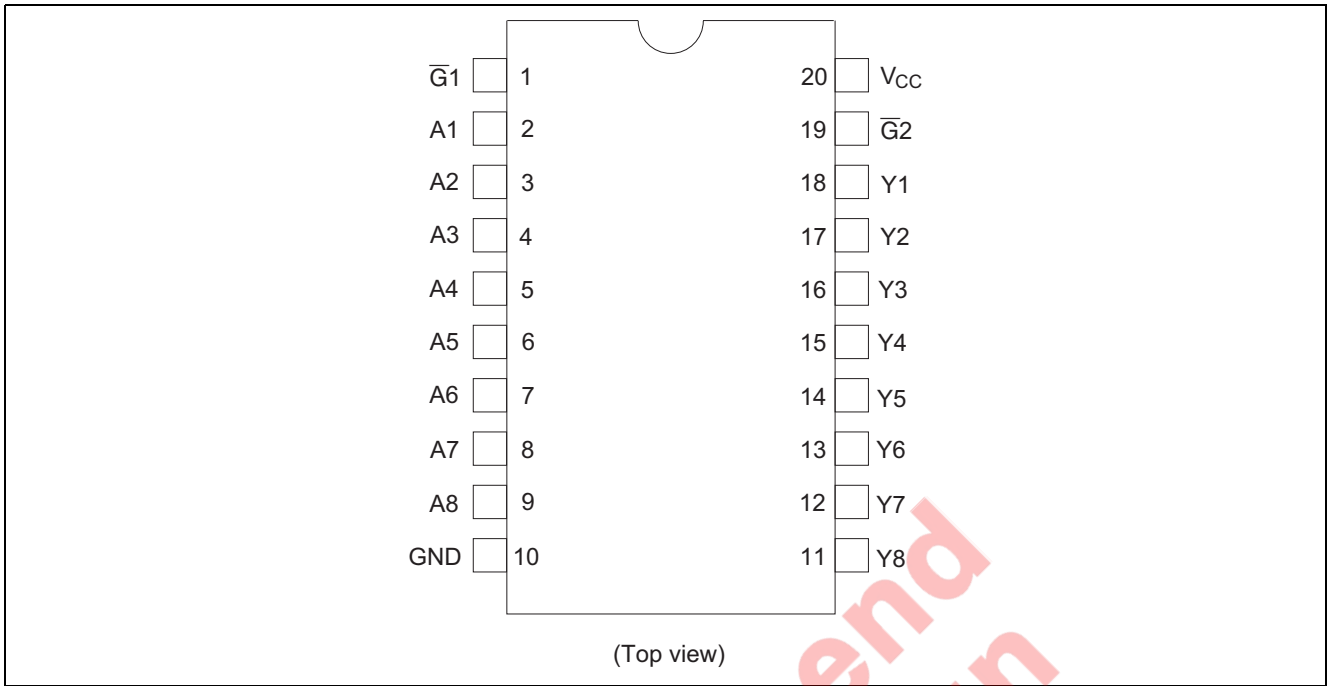 G̅1 1 20 VCC
A1 2 19 G̅2
A2 3 18 Y1
A3 4 17 Y2
A4 5 16 Y3
A5 6 15 Y4
A6 7 14 Y5
A7 8 13 Y6
A8 9 12 Y7
GND 10 11 Y8
(Top view)